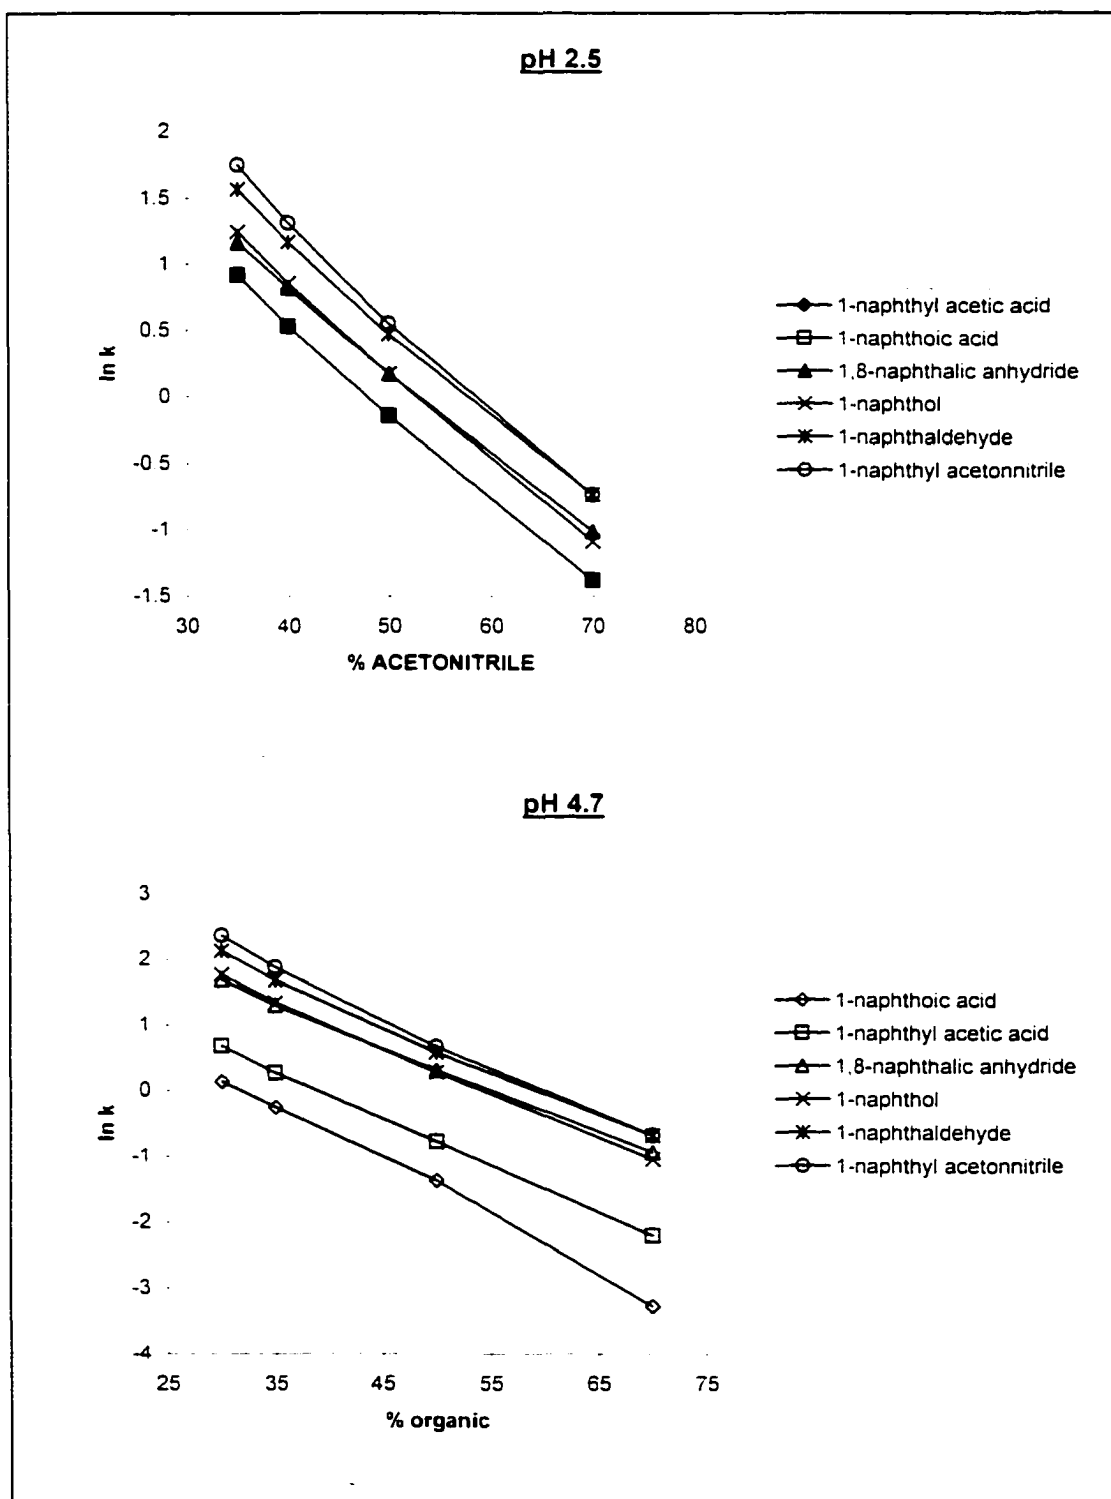 pH 2.5
2
1.5
1
0.5
0
-0.5
-1
-1.5
ln k
30 40 50 60 70 80
% ACETONITRILE
1-naphthyl acetic acid
1-naphthoic acid
1,8-naphthalic anhydride
1-naphthol
1-naphthaldehyde
1-naphthyl acetonnitrile
pH 4.7
3
2
1
0
-1
-2
-3
-4
ln k
25 35 45 55 65 75
% organic
1-naphthoic acid
1-naphthyl acetic acid
1,8-naphthalic anhydride
1-naphthol
1-naphthaldehyde
1-naphthyl acetonnitrile